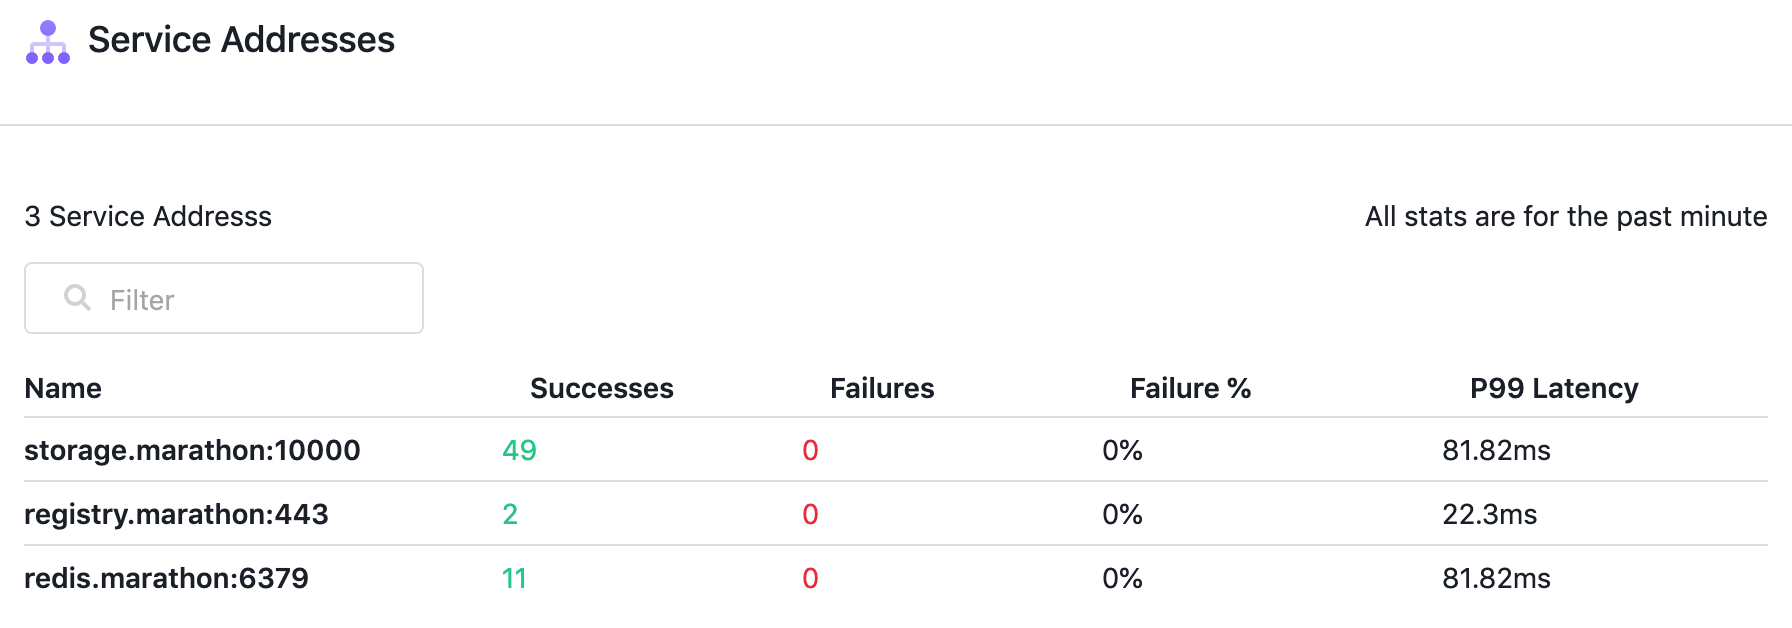 Service Addresses
3 Service Addresss
All stats are for the past minute
Filter
Name Successes Failures Failure % P99 Latency
storage.marathon:10000 49 0 0% 81.82ms
registry.marathon:443 2 0 0% 22.3ms
redis.marathon:6379 11 0 0% 81.82ms